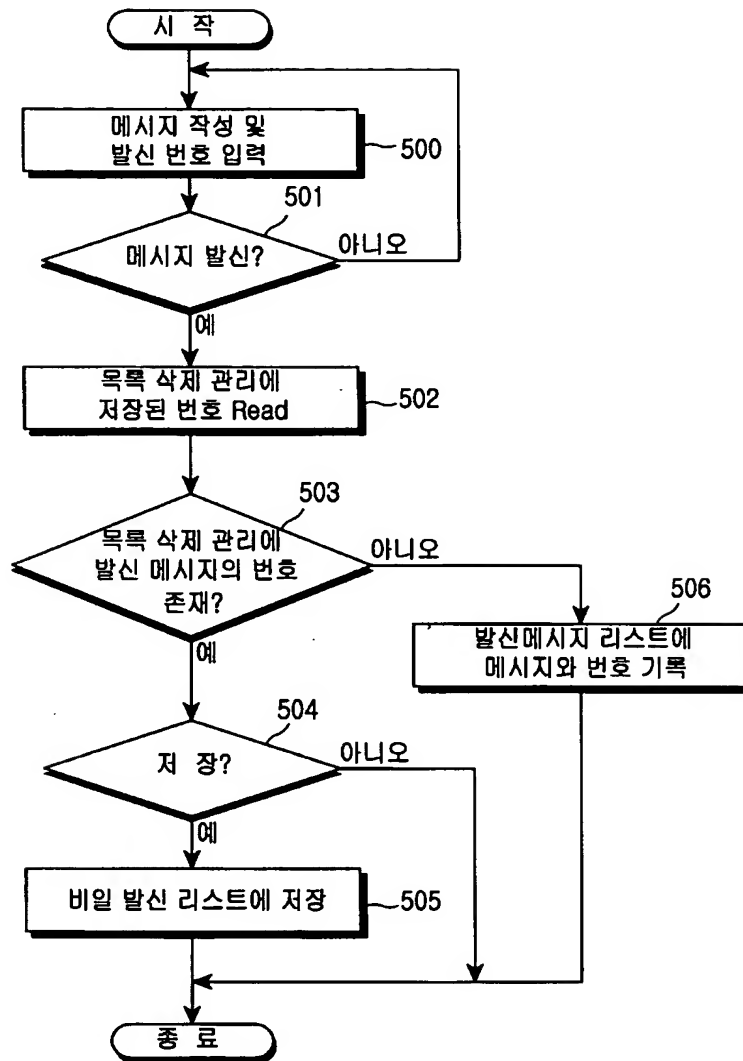 시 작
메시지 작성 및
발신 번호 입력
500
501
메시지 발신?
아니오
예
목록 삭제 관리에
저장된 번호 Read
502
503
목록 삭제 관리에
발신 메시지의 번호
존재?
아니오
예
506
발신메시지 리스트에
메시지와 번호 기록
504
저 장?
아니오
예
비일 발신 리스트에 저장
505
종 료